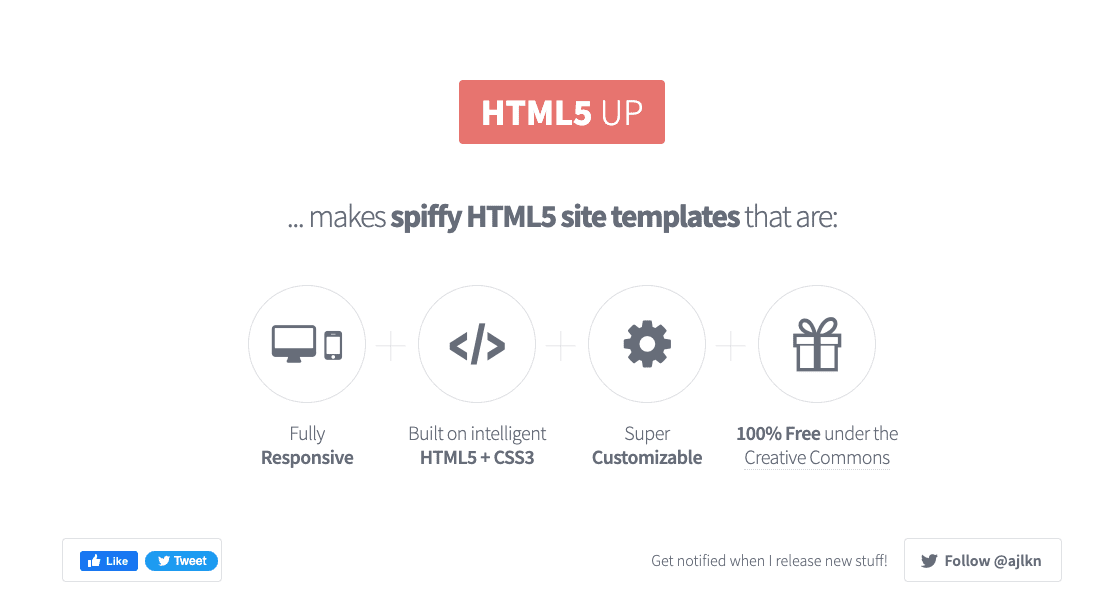 HTML5 UP
... makes spiffy HTML5 site templates that are:
</>
Fully
Responsive
Built on intelligent
HTML5 + CSS3
Super
Customizable
100% Free under the
Creative Commons
Like
Tweet
Get notified when I release new stuff!
Follow @ajlkn